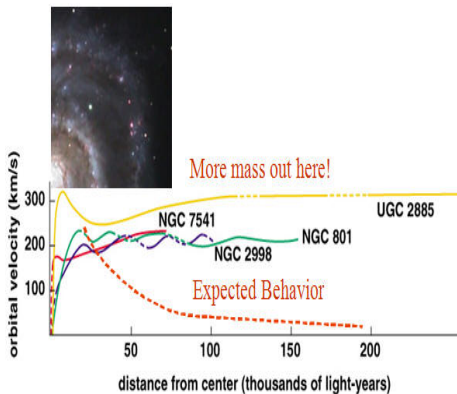 More mass out here!
orbital velocity (km/s)
300
200
100
NGC 7541
UGC 2885
NGC 801
NGC 2998
Expected Behavior
50
100
150
200
distance from center (thousands of light-years)